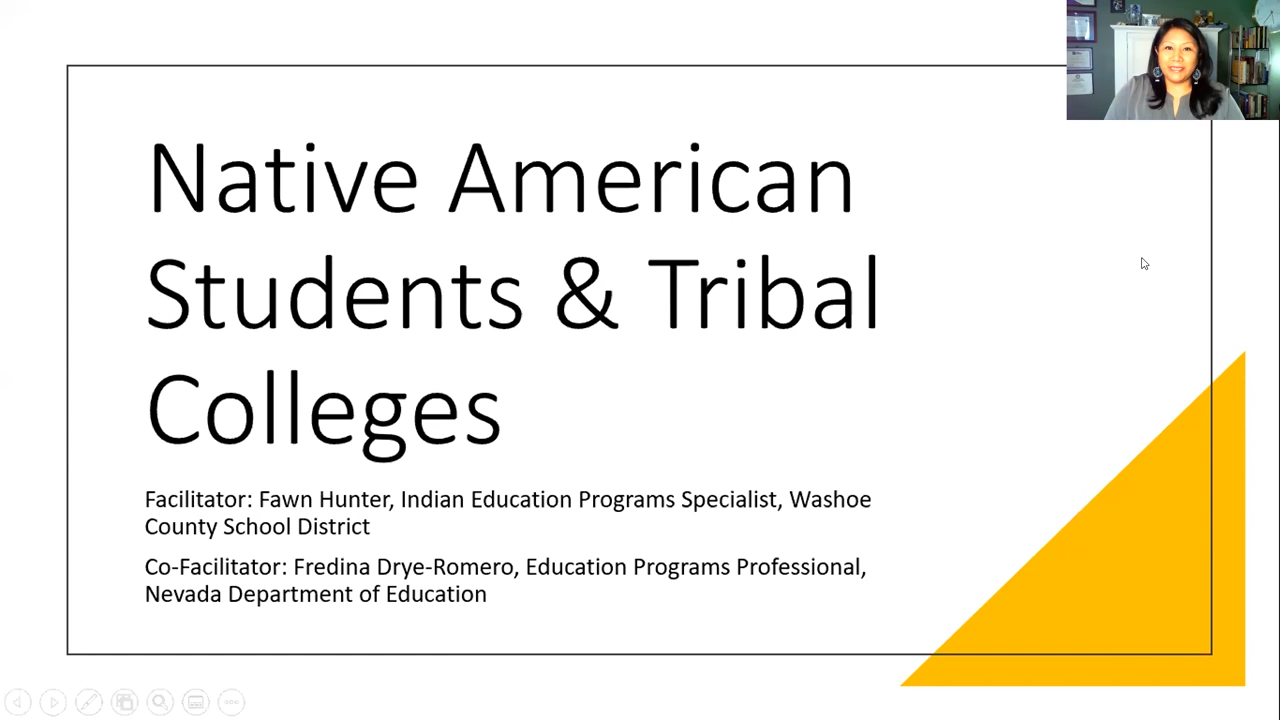 Native American
Students & Tribal
Colleges
Facilitator: Fawn Hunter, Indian Education Programs Specialist, Washoe
County School District
Co-Facilitator: Fredina Drye-Romero, Education Programs Professional,
Nevada Department of Education